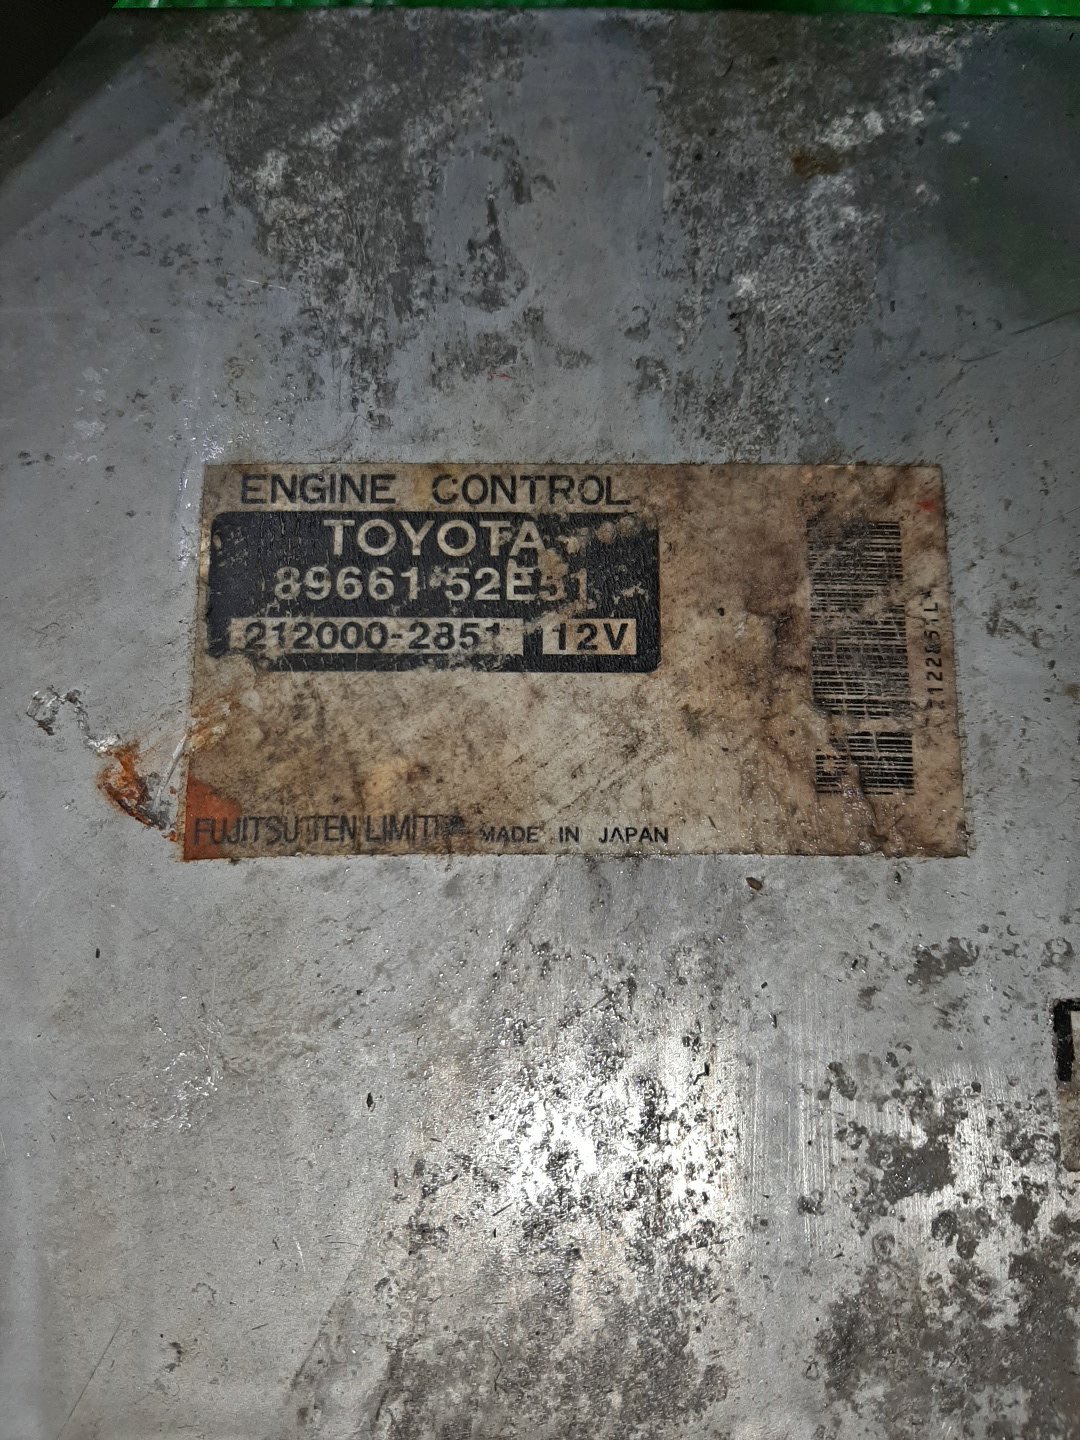 ENGINE CONTROL
TOYOTA
89661-52E51
212000-2851 12V
FUJITSU TEN LIMITED MADE IN JAPAN